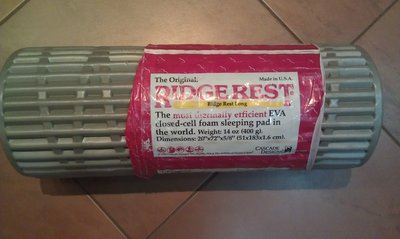 The Original. Made in U.S.A.
RIDGEREST
Ridge Rest Long
The most thermally efficient EVA
closed-cell foam sleeping pad in
the world. Weight: 14 oz (400 g).
Dimensions: 20"x72"x5/8" (51x183x1.6 cm).
CASCADE
DESIGNS